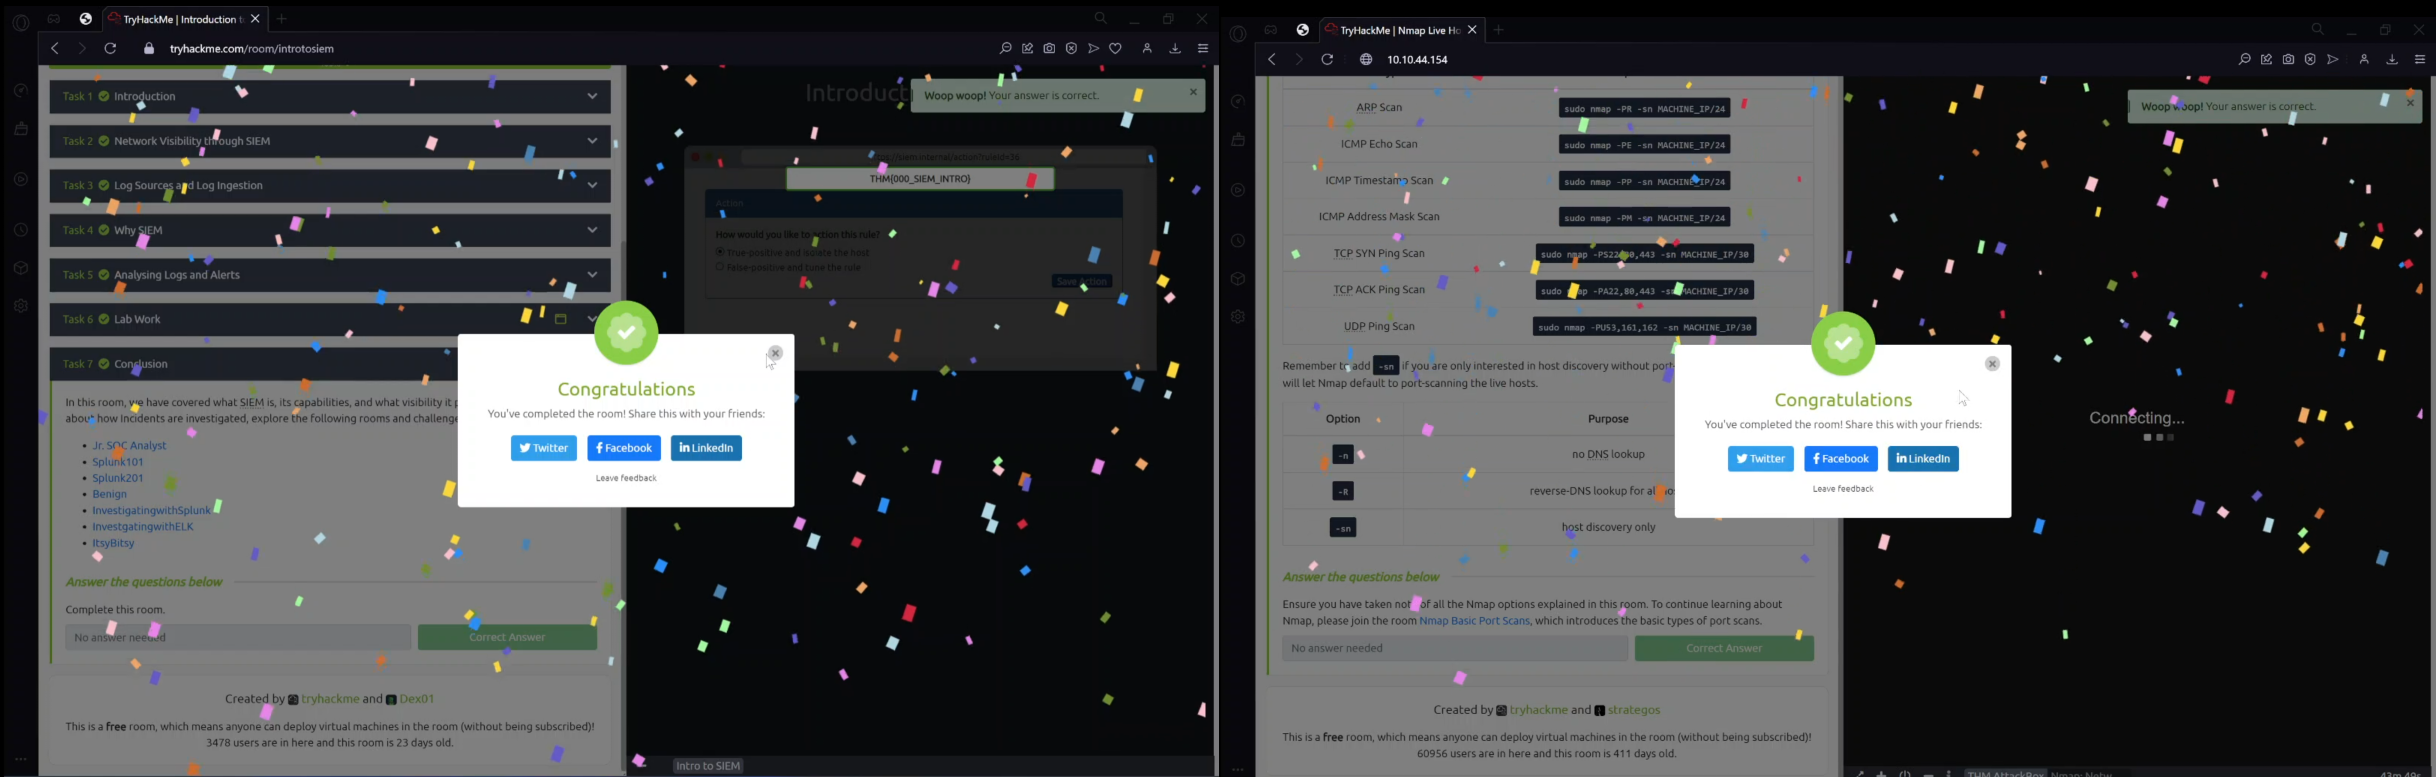 TryHackMe | Introduction t
tryhackme.com/room/introtosiem
Task 1 Introduction
Task 2 Network Visibility through SIEM
Task 3 Log Sources and Log Ingestion
Task 4 Why SIEM
Task 5 Analysing Logs and Alerts
Task 6 Lab Work
Task 7 Conclusion
In this room, we have covered what SIEM is, its capabilities, and what visibility it p
about how incidents are investigated, explore the following rooms and challenge
Jr. SOC Analyst
Splunk101
Splunk201
Benign
InvestigatingwithSplunk
InvestgatingwithELK
ItsyBitsy
Answer the questions below
Complete this room.
No answer needed
Correct Answer
Created by tryhackme and Dex01
This is a free room, which means anyone can deploy virtual machines in the room (without being subscribed)!
3478 users are in here and this room is 23 days old.
Introduct
Woop woop! Your answer is correct.
THM{000_SIEM_INTRO}
Action
How would you like to action this rule?
True-positive and isolate the host
False-positive and tune the rule
Save Action
Congratulations
You've completed the room! Share this with your friends:
Twitter
Facebook
LinkedIn
Leave feedback
Intro to SIEM
TryHackMe | Nmap Live Ho
10.10.44.154
ARP Scan sudo nmap -PR -sn MACHINE_IP/24
ICMP Echo Scan sudo nmap -PE -sn MACHINE_IP/24
ICMP Timestamp Scan sudo nmap -PP -sn MACHINE_IP/24
ICMP Address Mask Scan sudo nmap -PM -sn MACHINE_IP/24
TCP SYN Ping Scan sudo nmap -PS22,80,443 -sn MACHINE_IP/30
TCP ACK Ping Scan sudo nmap -PA22,80,443 -sn MACHINE_IP/30
UDP Ping Scan sudo nmap -PU53,161,162 -sn MACHINE_IP/30
Remember to add -sn if you are only interested in host discovery without port-
will let Nmap default to port-scanning the live hosts.
Option Purpose
-n no DNS lookup
-R reverse-DNS lookup for all
-sn host discovery only
Answer the questions below
Ensure you have taken note of all the Nmap options explained in this room. To continue learning about
Nmap, please join the room Nmap Basic Port Scans, which introduces the basic types of port scans.
No answer needed
Correct Answer
Created by tryhackme and strategos
This is a free room, which means anyone can deploy virtual machines in the room (without being subscribed)!
60956 users are in here and this room is 411 days old.
Woop woop! Your answer is correct.
Congratulations
You've completed the room! Share this with your friends:
Twitter
Facebook
LinkedIn
Leave feedback
Connecting...
THM AttackBox